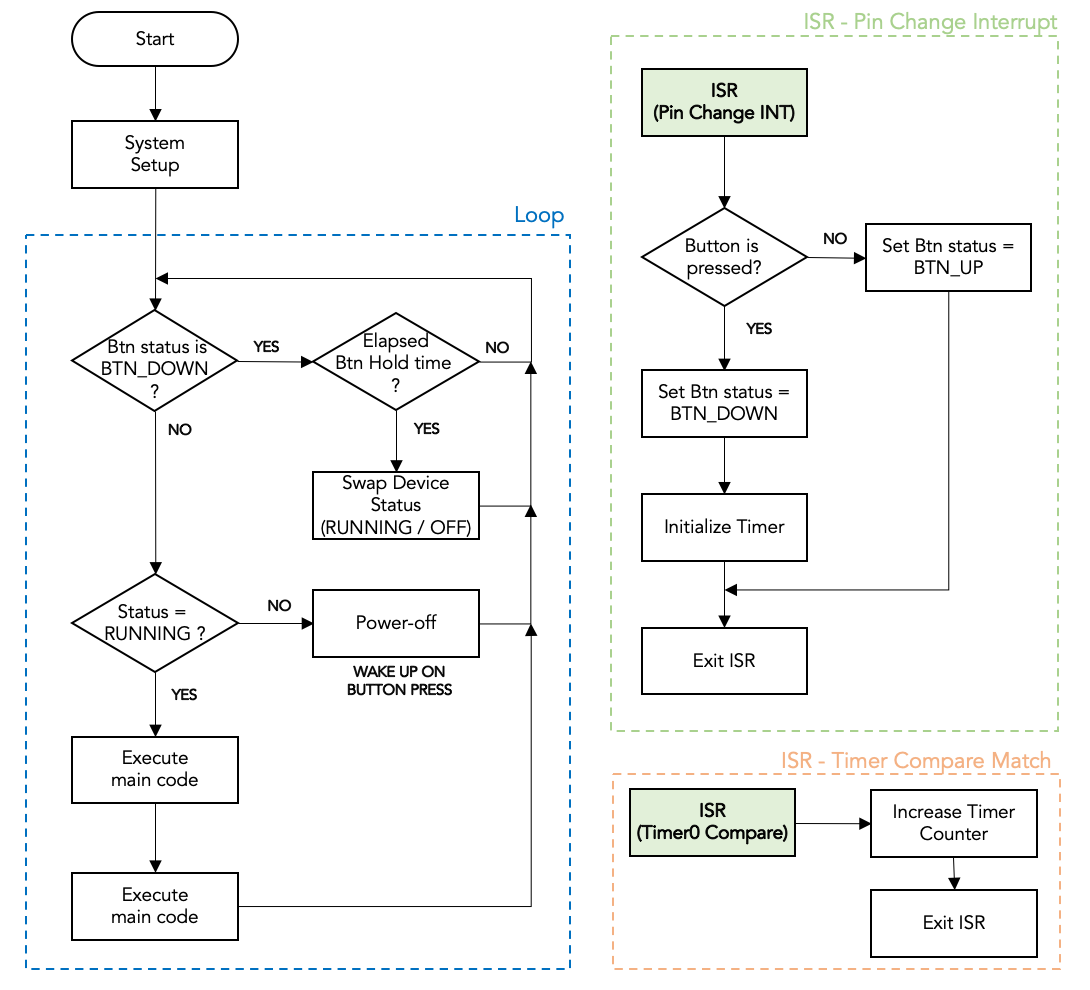 Start
System
Setup
Loop
Btn status is
BTN_DOWN
?
YES
Elapsed
Btn Hold time
?
NO
YES
NO
Swap Device
Status
(RUNNING / OFF)
Status =
RUNNING ?
NO
Power-off
WAKE UP ON
BUTTON PRESS
YES
Execute
main code
Execute
main code
ISR - Pin Change Interrupt
ISR
(Pin Change INT)
Button is
pressed?
NO
Set Btn status =
BTN_UP
YES
Set Btn status =
BTN_DOWN
Initialize Timer
Exit ISR
ISR - Timer Compare Match
ISR
(Timer0 Compare)
Increase Timer
Counter
Exit ISR